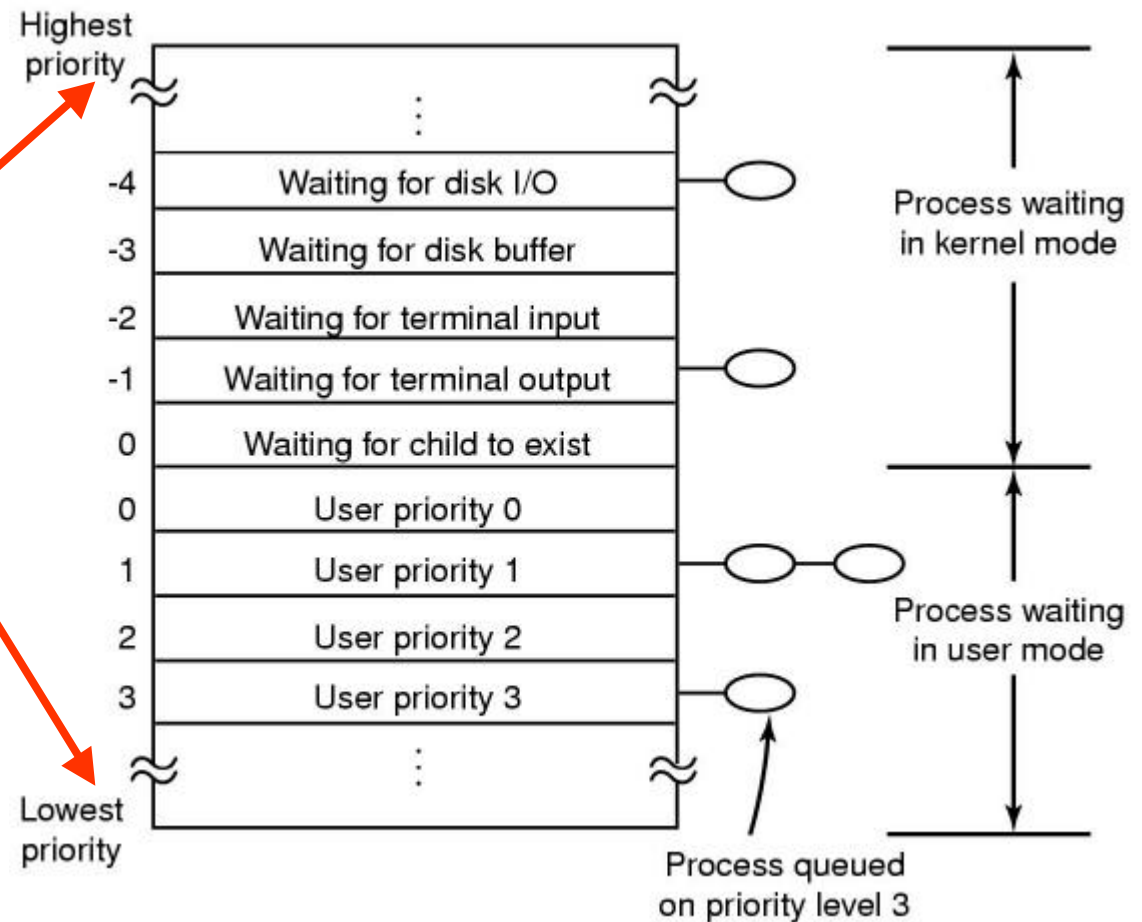 Highest
priority
-4 Waiting for disk I/O
-3 Waiting for disk buffer
-2 Waiting for terminal input
-1 Waiting for terminal output
0 Waiting for child to exist
0 User priority 0
1 User priority 1
2 User priority 2
3 User priority 3
Lowest
priority
Process waiting
in kernel mode
Process waiting
in user mode
Process queued
on priority level 3